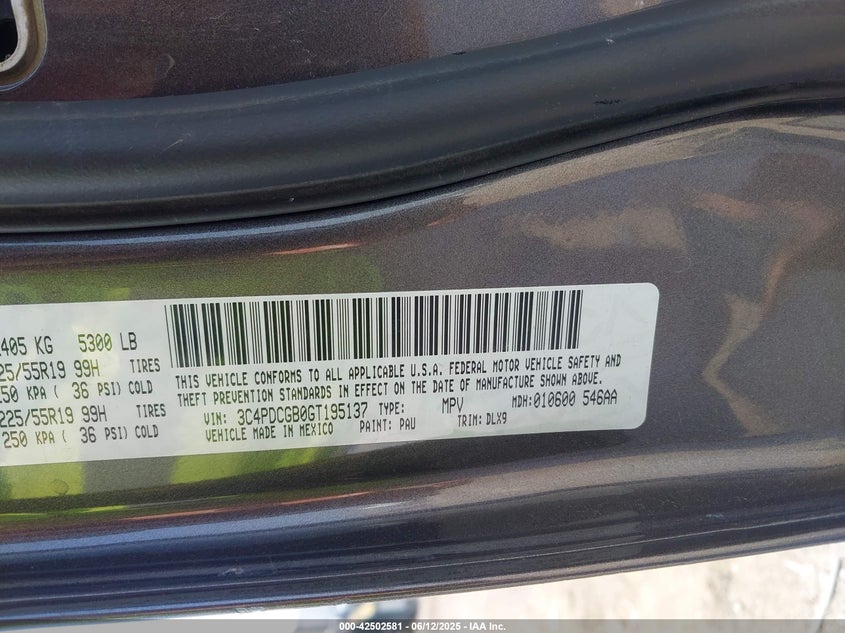 405 KG 5300 LB
25/55R19 99H TIRES
250 KPA ( 36 PSI) COLD
225/55R19 99H TIRES
250 KPA ( 36 PSI) COLD
THIS VEHICLE CONFORMS TO ALL APPLICABLE U.S.A. FEDERAL MOTOR VEHICLE SAFETY AND
THEFT PREVENTION STANDARDS IN EFFECT ON THE DATE OF MANUFACTURE SHOWN ABOVE.
VIN: 3C4PDCGB0GT195137 TYPE: MPV MDH: 010600 546AA
VEHICLE MADE IN MEXICO PAINT: PAU TRIM: DLX9
000-42502581 - 06/12/2025 - IAA Inc.